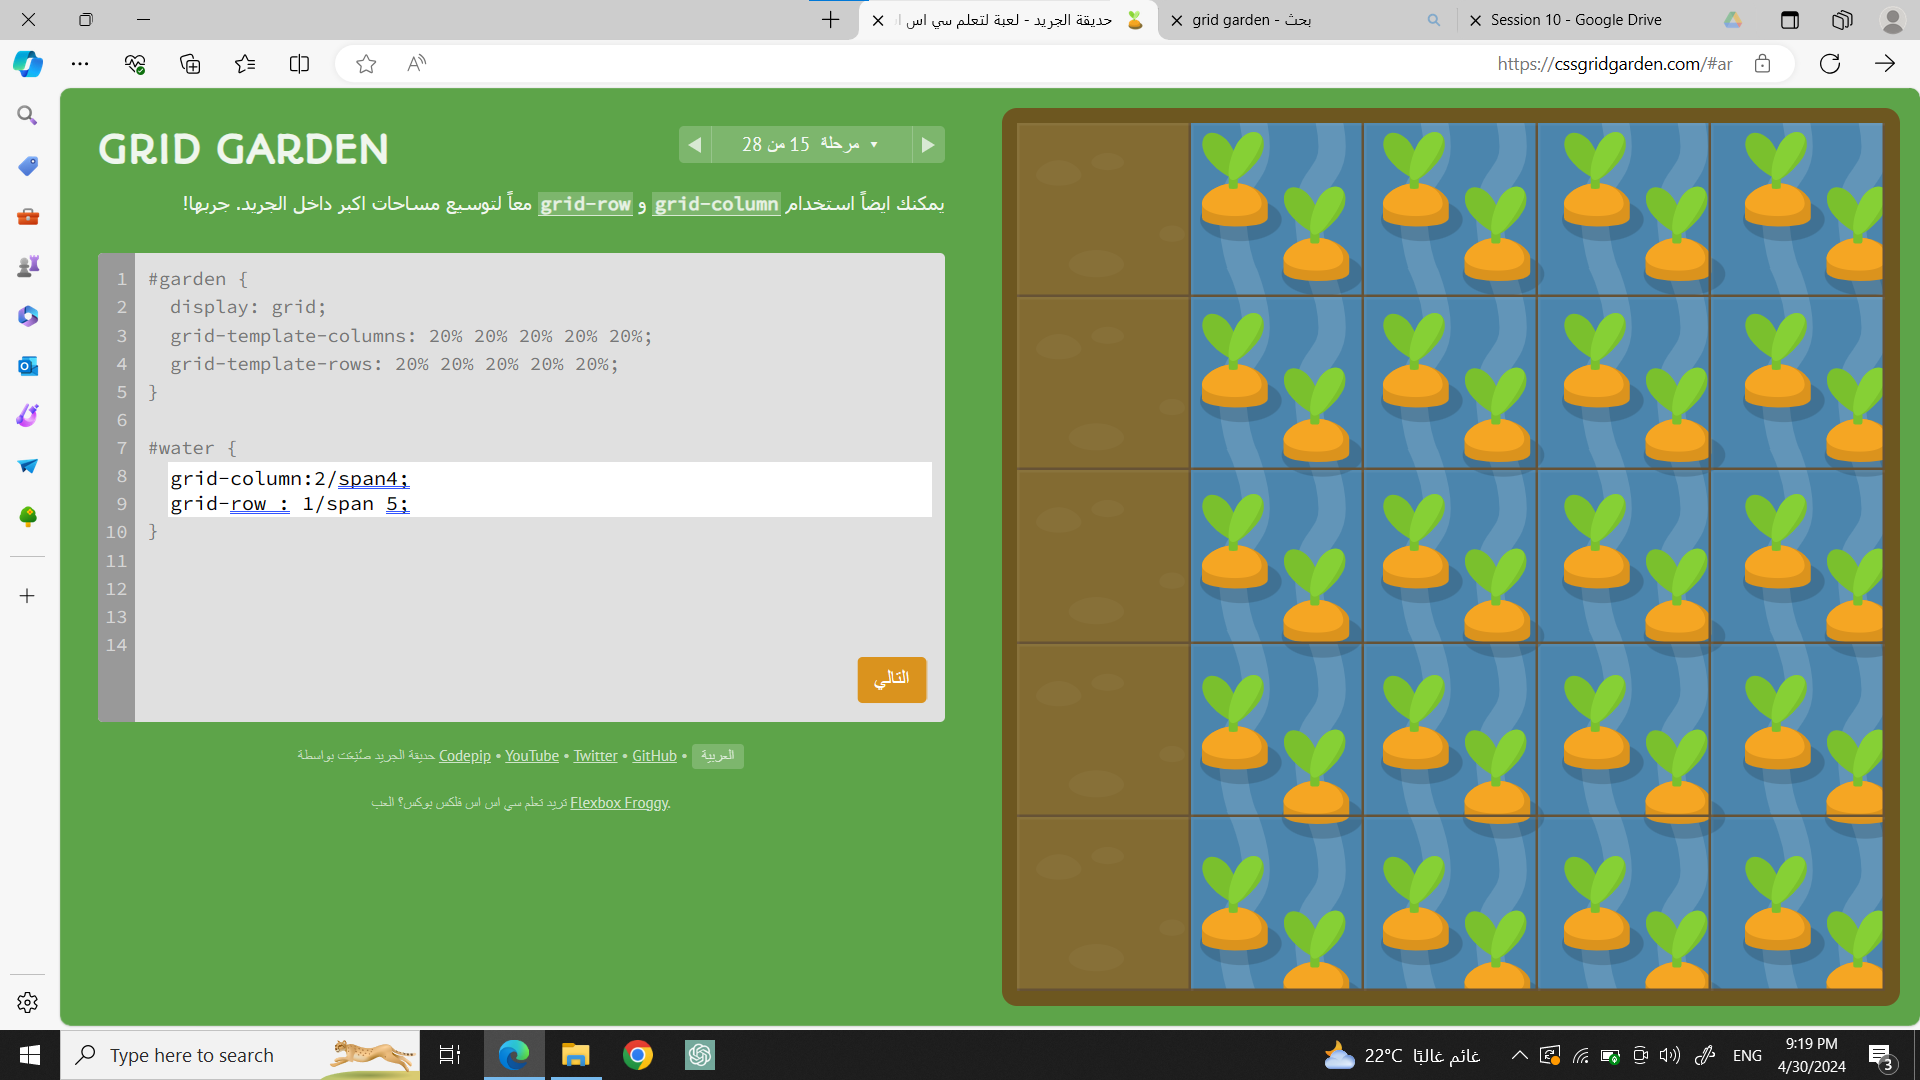 حديقة الجريد - لعبة لتعلم سي اس
grid garden - بحث
Session 10 - Google Drive
https://cssgridgarden.com/#ar
GRID GARDEN
مرحلة 15 من 28
يمكنك ايضاً استخدام grid-column و grid-row معاً لتوسيع مساحات اكبر داخل الجريد. جربها!
1 #garden {
2 display: grid;
3 grid-template-columns: 20% 20% 20% 20% 20%;
4 grid-template-rows: 20% 20% 20% 20% 20%;
5 }
6
7 #water {
8 grid-column:2/span4;
9 grid-row : 1/span 5;
10 }
11
12
13
14
التالي
حديقة الجريد صُنِعَت بواسطة Codepip • YouTube • Twitter • GitHub • العربية
تريد تعلم سي اس اس فلكس بوكس؟ العب Flexbox Froggy.
Type here to search
22°C غائم غالبًا
ENG
9:19 PM
4/30/2024
3